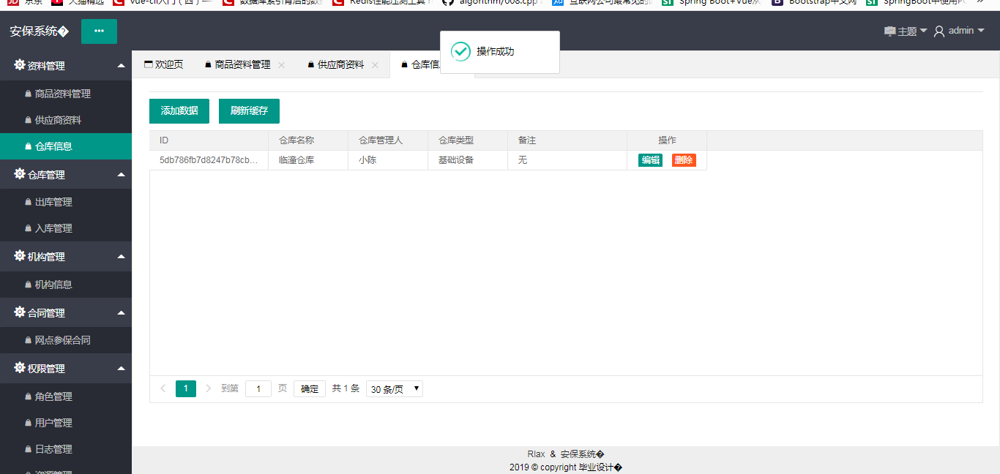 京东
天猫精选
vue-cli入门 ( 四 ) ——
数据库索引背后的数
Redis性能压测工具
algorithm/008.cpp
互联网公司最常见的
Spring Boot+Vue从
Bootstrap中文网
SpringBoot中使用P
安保系统�
主题
admin
操作成功
资料管理
商品资料管理
供应商资料
仓库信息
仓库管理
出库管理
入库管理
机构管理
机构信息
合同管理
网点参保合同
权限管理
角色管理
用户管理
日志管理
资源管理
欢迎页
商品资料管理
供应商资料
仓库信
添加数据
刷新缓存
ID 仓库名称 仓库管理人 仓库类型 备注 操作
5db786fb7d8247b78cb... 临潼仓库 小陈 基础设备 无 编辑 删除
1 到第 1 页 确定 共 1 条 30 条/页
Rlax & 安保系统�
2019 © copyright 毕业设计�